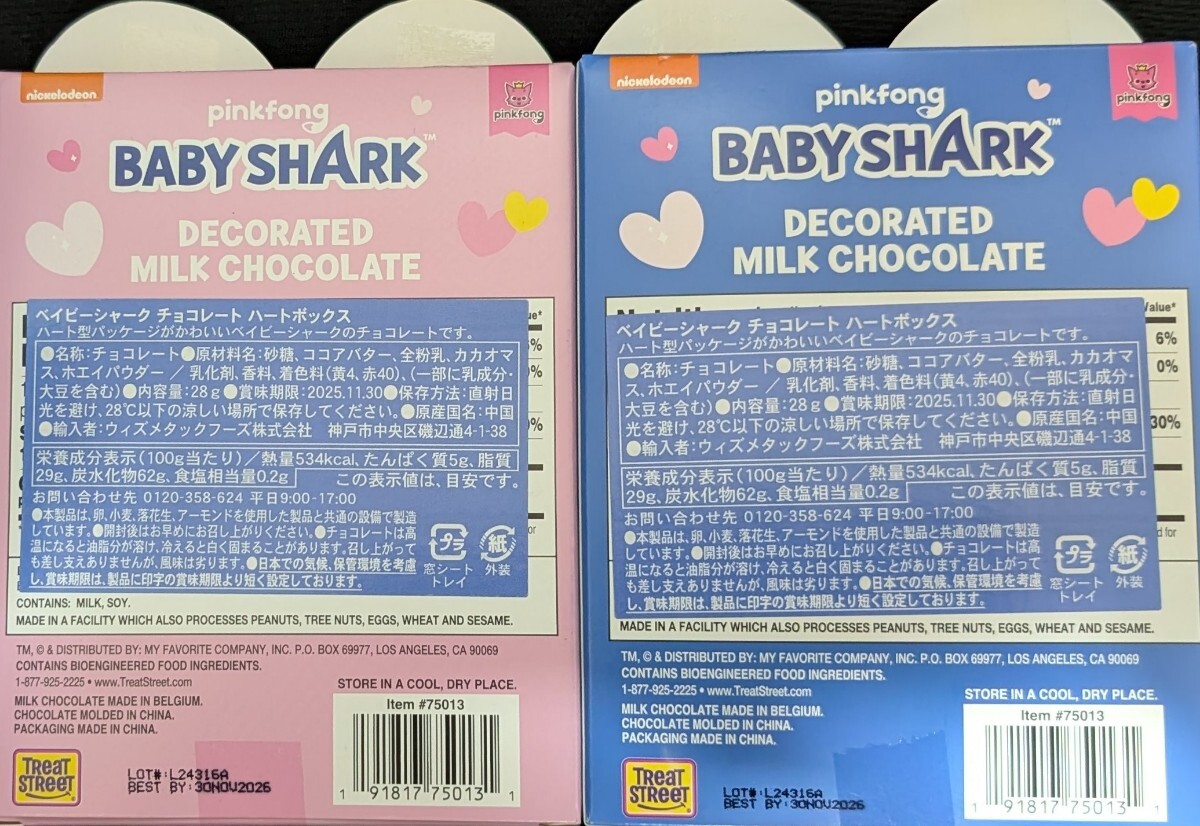 nickelodeon
pinkfong
pinkfong
BABY SHARK™
DECORATED
MILK CHOCOLATE
ue*
ベイビーシャーク チョコレート ハートボックス
ハート型パッケージがかわいいベイビーシャークのチョコレートです。
●名称:チョコレート●原材料名:砂糖、ココアバター、全粉乳、カカオマ
ス、ホエイパウダー / 乳化剤、香料、着色料(黄4、赤40)、(一部に乳成分・
大豆を含む)●内容量:28g●賞味期限:2025.11.30●保存方法:直射日
光を避け、28℃以下の涼しい場所で保存してください。●原産国名:中国
●輸入者:ウィズメタックフーズ株式会社 神戸市中央区磯辺通4-1-38
栄養成分表示(100g当たり)/熱量534kcal、たんぱく質5g、脂質
29g、炭水化物62g、食塩相当量0.2g この表示値は、目安です。
お問い合わせ先 0120-358-624 平日9:00-17:00
●本製品は、卵、小麦、落花生、アーモンドを使用した製品と共通の設備で製造
しています。●開封後はお早めにお召し上がりください。●チョコレートは高
温になると油脂分が溶け、冷えると白く固まることがあります。召し上がって
も差し支えありませんが、風味は劣ります。●日本での気候、保管環境を考慮
し、賞味期限は、製品に印字の賞味期限より短く設定しております。
プラ
窓シート
トレイ
紙
外装
CONTAINS: MILK, SOY.
MADE IN A FACILITY WHICH ALSO PROCESSES PEANUTS, TREE NUTS, EGGS, WHEAT AND SESAME.
TM, © & DISTRIBUTED BY: MY FAVORITE COMPANY, INC. P.O. BOX 69977, LOS ANGELES, CA 90069
CONTAINS BIOENGINEERED FOOD INGREDIENTS.
1-877-925-2225 • www.TreatStreet.com
STORE IN A COOL, DRY PLACE.
MILK CHOCOLATE MADE IN BELGIUM.
CHOCOLATE MOLDED IN CHINA.
PACKAGING MADE IN CHINA.
Item #75013
TREAT
STREET
LOT#:L24316A
BEST BY:30NOV2026
1 91817 75013 1
nickelodeon
pinkfong
pinkfong
BABY SHARK™
DECORATED
MILK CHOCOLATE
Value*
6%
0%
30%
ベイビーシャーク チョコレート ハートボックス
ハート型パッケージがかわいいベイビーシャークのチョコレートです。
●名称:チョコレート●原材料名:砂糖、ココアバター、全粉乳、カカオマ
ス、ホエイパウダー / 乳化剤、香料、着色料(黄4、赤40)、(一部に乳成分・
大豆を含む)●内容量:28g●賞味期限:2025.11.30●保存方法:直射日
光を避け、28℃以下の涼しい場所で保存してください。●原産国名:中国
●輸入者:ウィズメタックフーズ株式会社 神戸市中央区磯辺通4-1-38
栄養成分表示(100g当たり)/熱量534kcal、たんぱく質5g、脂質
29g、炭水化物62g、食塩相当量0.2g この表示値は、目安です。
お問い合わせ先 0120-358-624 平日9:00-17:00
●本製品は、卵、小麦、落花生、アーモンドを使用した製品と共通の設備で製造
しています。●開封後はお早めにお召し上がりください。●チョコレートは高
温になると油脂分が溶け、冷えると白く固まることがあります。召し上がって
も差し支えありませんが、風味は劣ります。●日本での気候、保管環境を考慮
し、賞味期限は、製品に印字の賞味期限より短く設定しております。
プラ
窓シート
トレイ
紙
外装
d for
MADE IN A FACILITY WHICH ALSO PROCESSES PEANUTS, TREE NUTS, EGGS, WHEAT AND SESAME.
TM, © & DISTRIBUTED BY: MY FAVORITE COMPANY, INC. P.O. BOX 69977, LOS ANGELES, CA 90069
CONTAINS BIOENGINEERED FOOD INGREDIENTS.
1-877-925-2225 • www.TreatStreet.com
STORE IN A COOL, DRY PLACE.
MILK CHOCOLATE MADE IN BELGIUM.
CHOCOLATE MOLDED IN CHINA.
PACKAGING MADE IN CHINA.
Item #75013
TREAT
STREET
LOT#:L24316A
BEST BY:30NOV2026
1 91817 75013 1